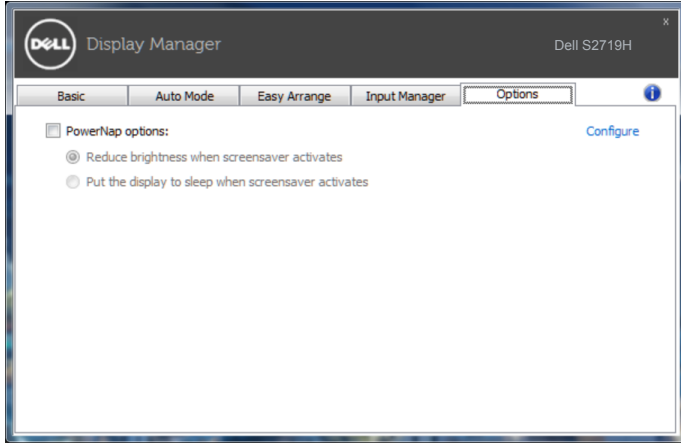 x
DELL Display Manager Dell S2719H
Basic Auto Mode Easy Arrange Input Manager Options i
PowerNap options: Configure
Reduce brightness when screensaver activates
Put the display to sleep when screensaver activates